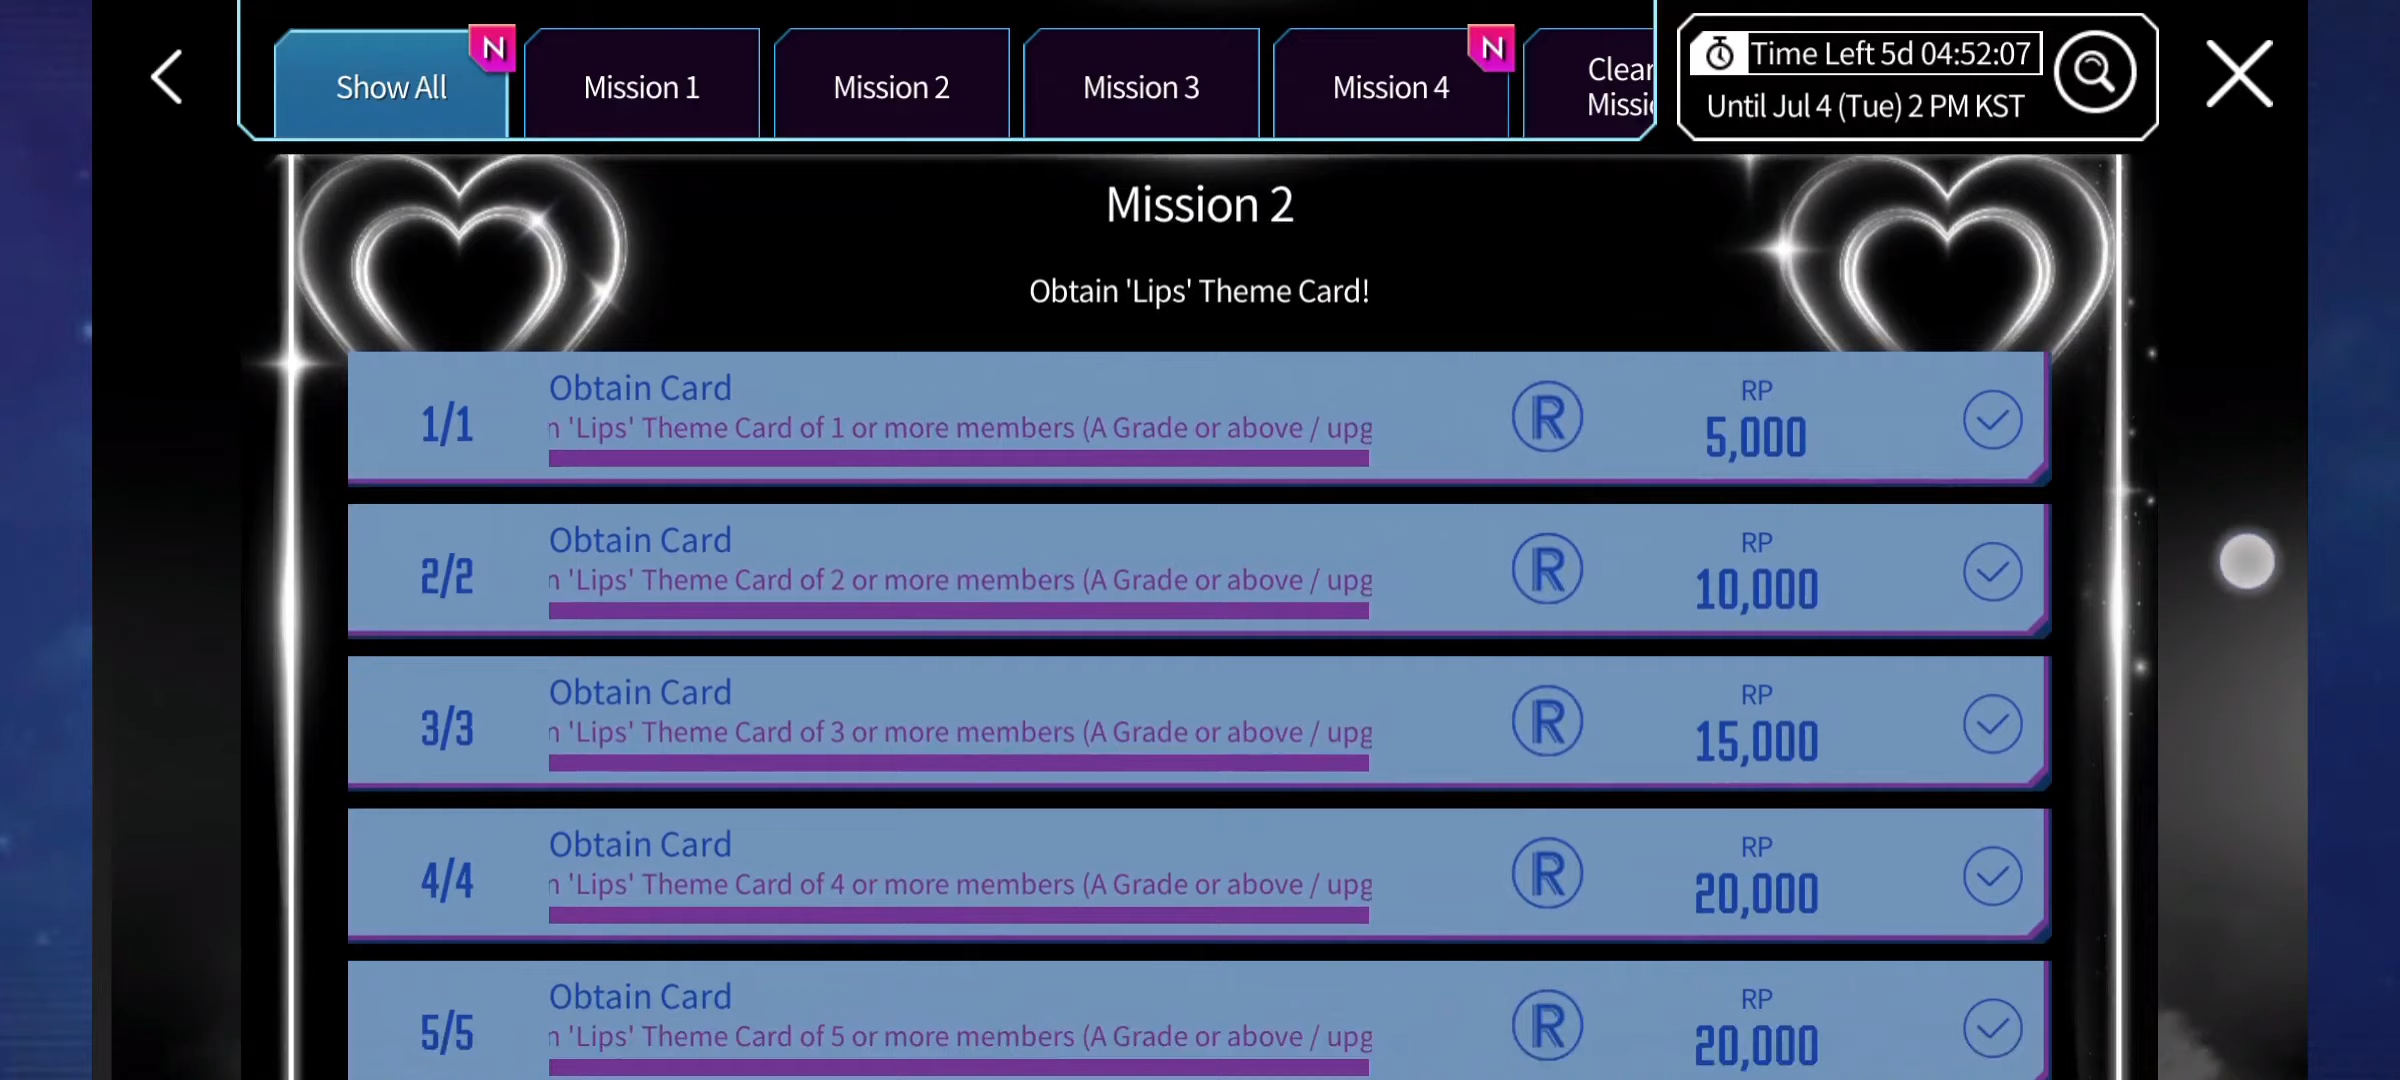 Show All
N
Mission 1
Mission 2
Mission 3
Mission 4
N
Clear
Time Left 5d 04:52:07
Until Jul 4 (Tue) 2 PM KST
Mission 2
Obtain 'Lips' Theme Card!
1/1
Obtain Card
'Lips' Theme Card of 1 or more members (A Grade or above /
R
RP
5,000
2/2
Obtain Card
'Lips' Theme Card of 2 or more members (A Grade or above /
R
RP
10,000
3/3
Obtain Card
'Lips' Theme Card of 3 or more members (A Grade or above /
R
RP
15,000
4/4
Obtain Card
'Lips' Theme Card of 4 or more members (A Grade or above /
R
RP
20,000
5/5
Obtain Card
'Lips' Theme Card of 5 or more members (A Grade or above /
R
RP
20,000